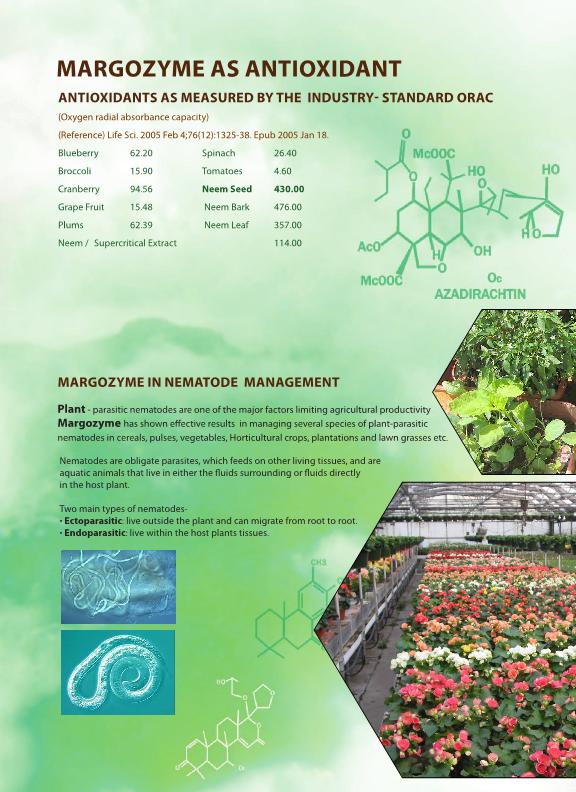 MARGOZYME AS ANTIOXIDANT
ANTIOXIDANTS AS MEASURED BY THE INDUSTRY- STANDARD ORAC
(Oxygen radial absorbance capacity)
(Reference) Life Sci. 2005 Feb 4;76(12):1325-38. Epub 2005 Jan 18.
Blueberry 62.20 Spinach 26.40
Broccoli 15.90 Tomatoes 4.60
Cranberry 94.56 Neem Seed 430.00
Grape Fruit 15.48 Neem Bark 476.00
Plums 62.39 Neem Leaf 357.00
Neem / Supercritical Extract 114.00
O
McOOC
O
HO
O
HO
HO
O
AcO
H
OH
O
McOOC
Oc
AZADIRACHTIN
MARGOZYME IN NEMATODE MANAGEMENT
Plant - parasitic nematodes are one of the major factors limiting agricultural productivity
Margozyme has shown effective results in managing several species of plant-parasitic
nematodes in cereals, pulses, vegetables, Horticultural crops, plantations and lawn grasses etc.
Nematodes are obligate parasites, which feeds on other living tissues, and are
aquatic animals that live in either the fluids surrounding or fluids directly
in the host plant.
Two main types of nematodes-
• Ectoparasitic: live outside the plant and can migrate from root to root.
• Endoparasitic: live within the host plants tissues.
CH3
HO
O
O
O
O
Oc